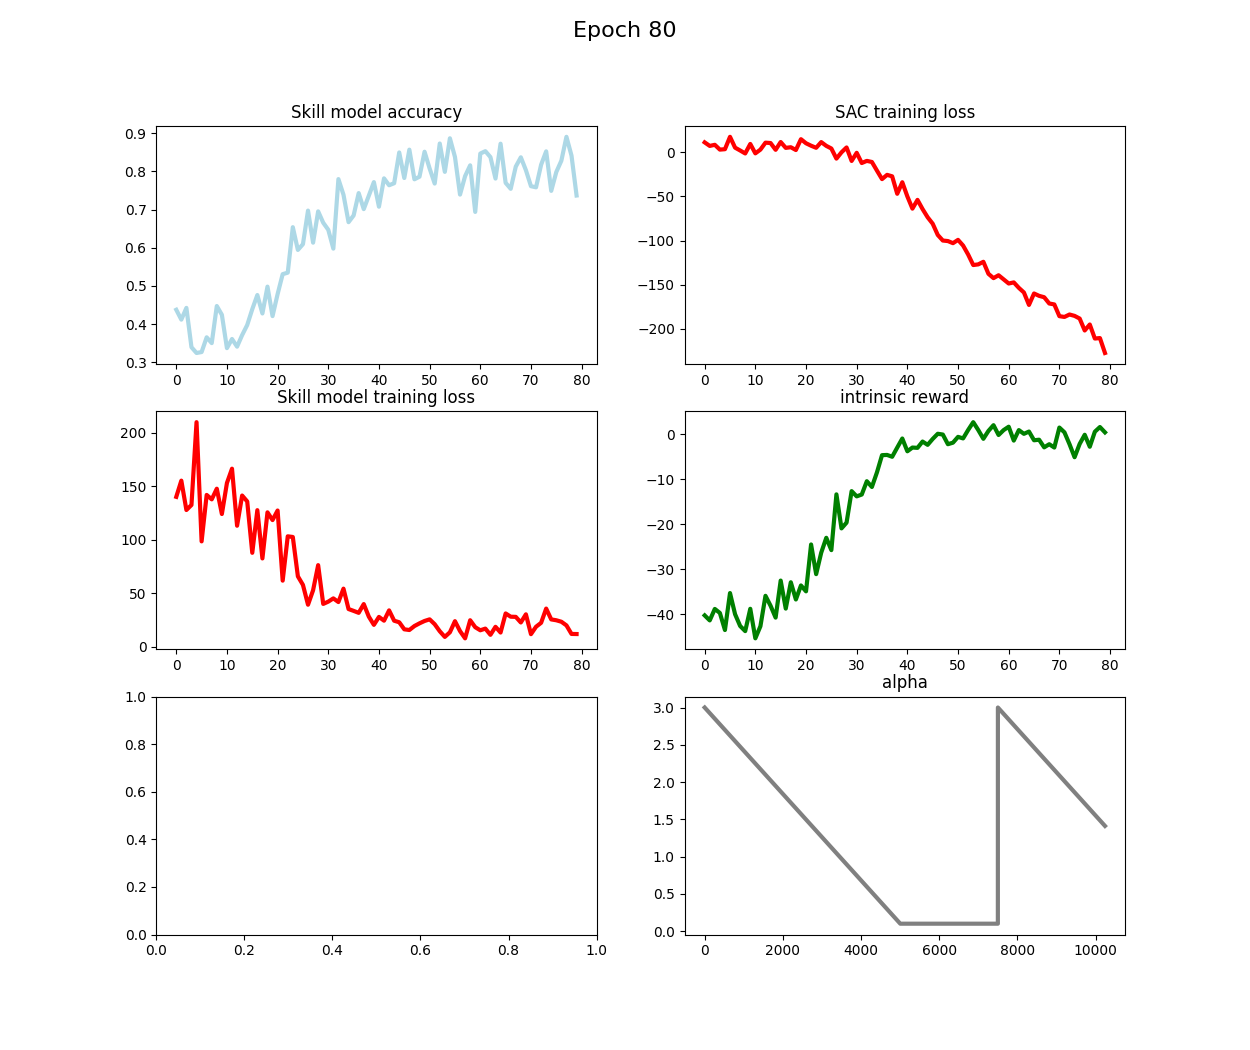 Epoch 80
Skill model accuracy
0.9
0.8
0.7
0.6
0.5
0.4
0.3
0 10 20 30 40 50 60 70 80
SAC training loss
0
−50
−100
−150
−200
0 10 20 30 40 50 60 70 80
Skill model training loss
200
150
100
50
0
0 10 20 30 40 50 60 70 80
intrinsic reward
0
−10
−20
−30
−40
0 10 20 30 40 50 60 70 80
1.0
0.8
0.6
0.4
0.2
0.0
0.0 0.2 0.4 0.6 0.8 1.0
alpha
3.0
2.5
2.0
1.5
1.0
0.5
0.0
0 2000 4000 6000 8000 10000